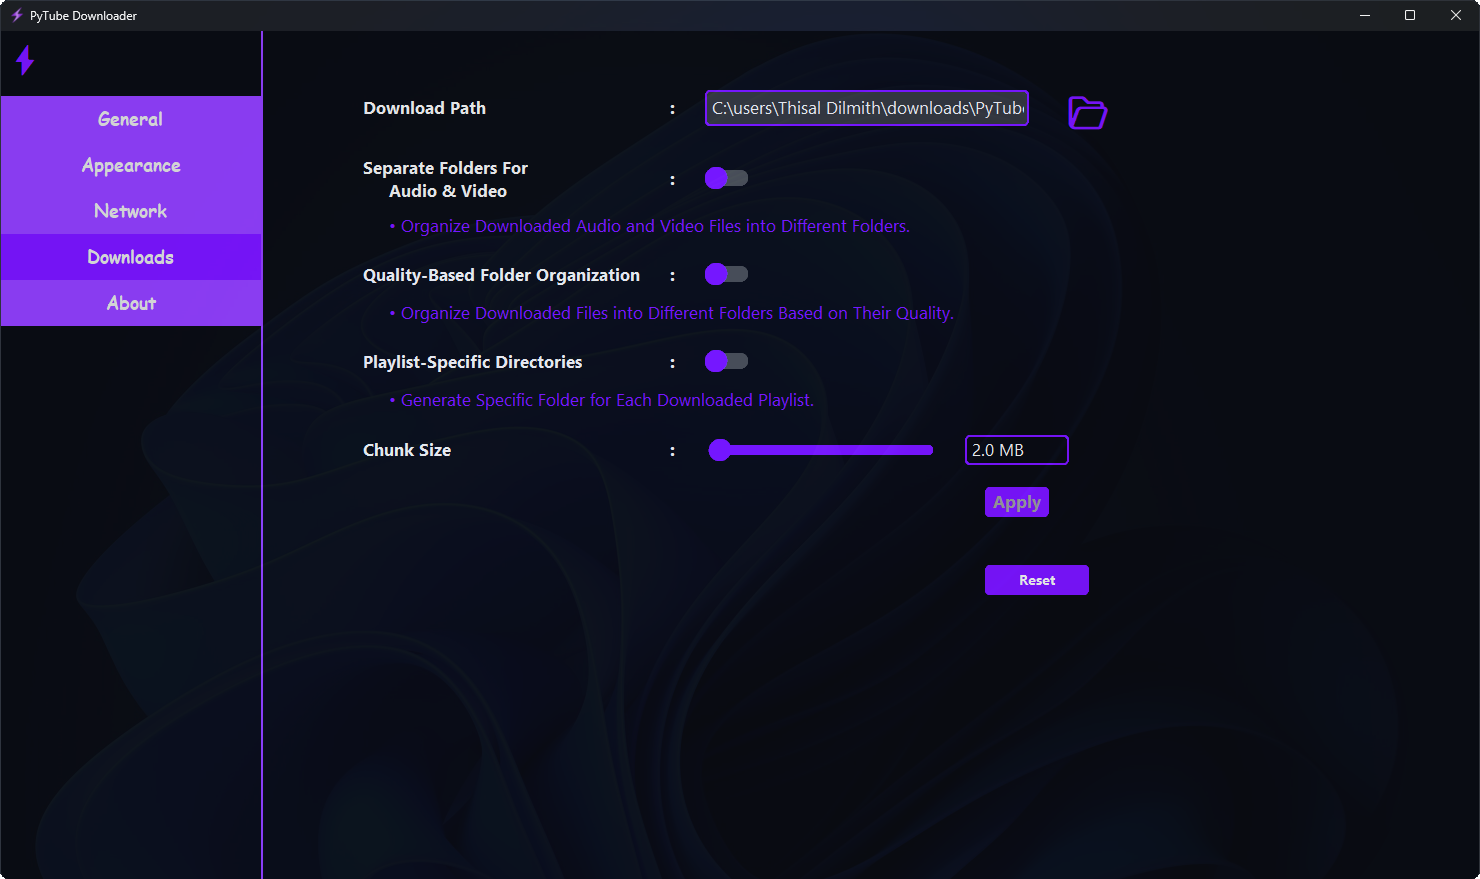 PyTube Downloader
General
Appearance
Network
Downloads
About
Download Path :
C:\users\Thisal Dilmith\downloads\PyTube
Separate Folders For
Audio & Video :
• Organize Downloaded Audio and Video Files into Different Folders.
Quality-Based Folder Organization :
• Organize Downloaded Files into Different Folders Based on Their Quality.
Playlist-Specific Directories :
• Generate Specific Folder for Each Downloaded Playlist.
Chunk Size :
2.0 MB
Apply
Reset